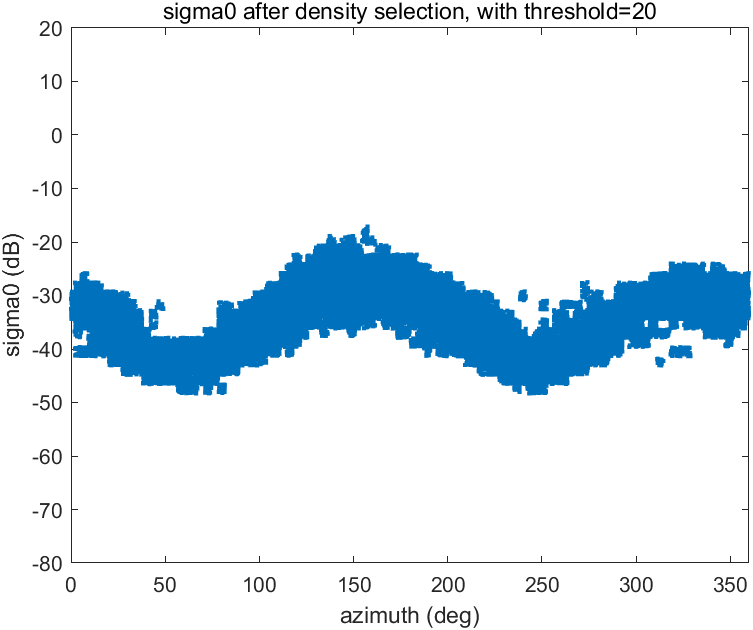 sigma0 after density selection, with threshold=20
20
10
0
-10
-20
-30
-40
-50
-60
-70
-80
sigma0 (dB)
0 50 100 150 200 250 300 350
azimuth (deg)